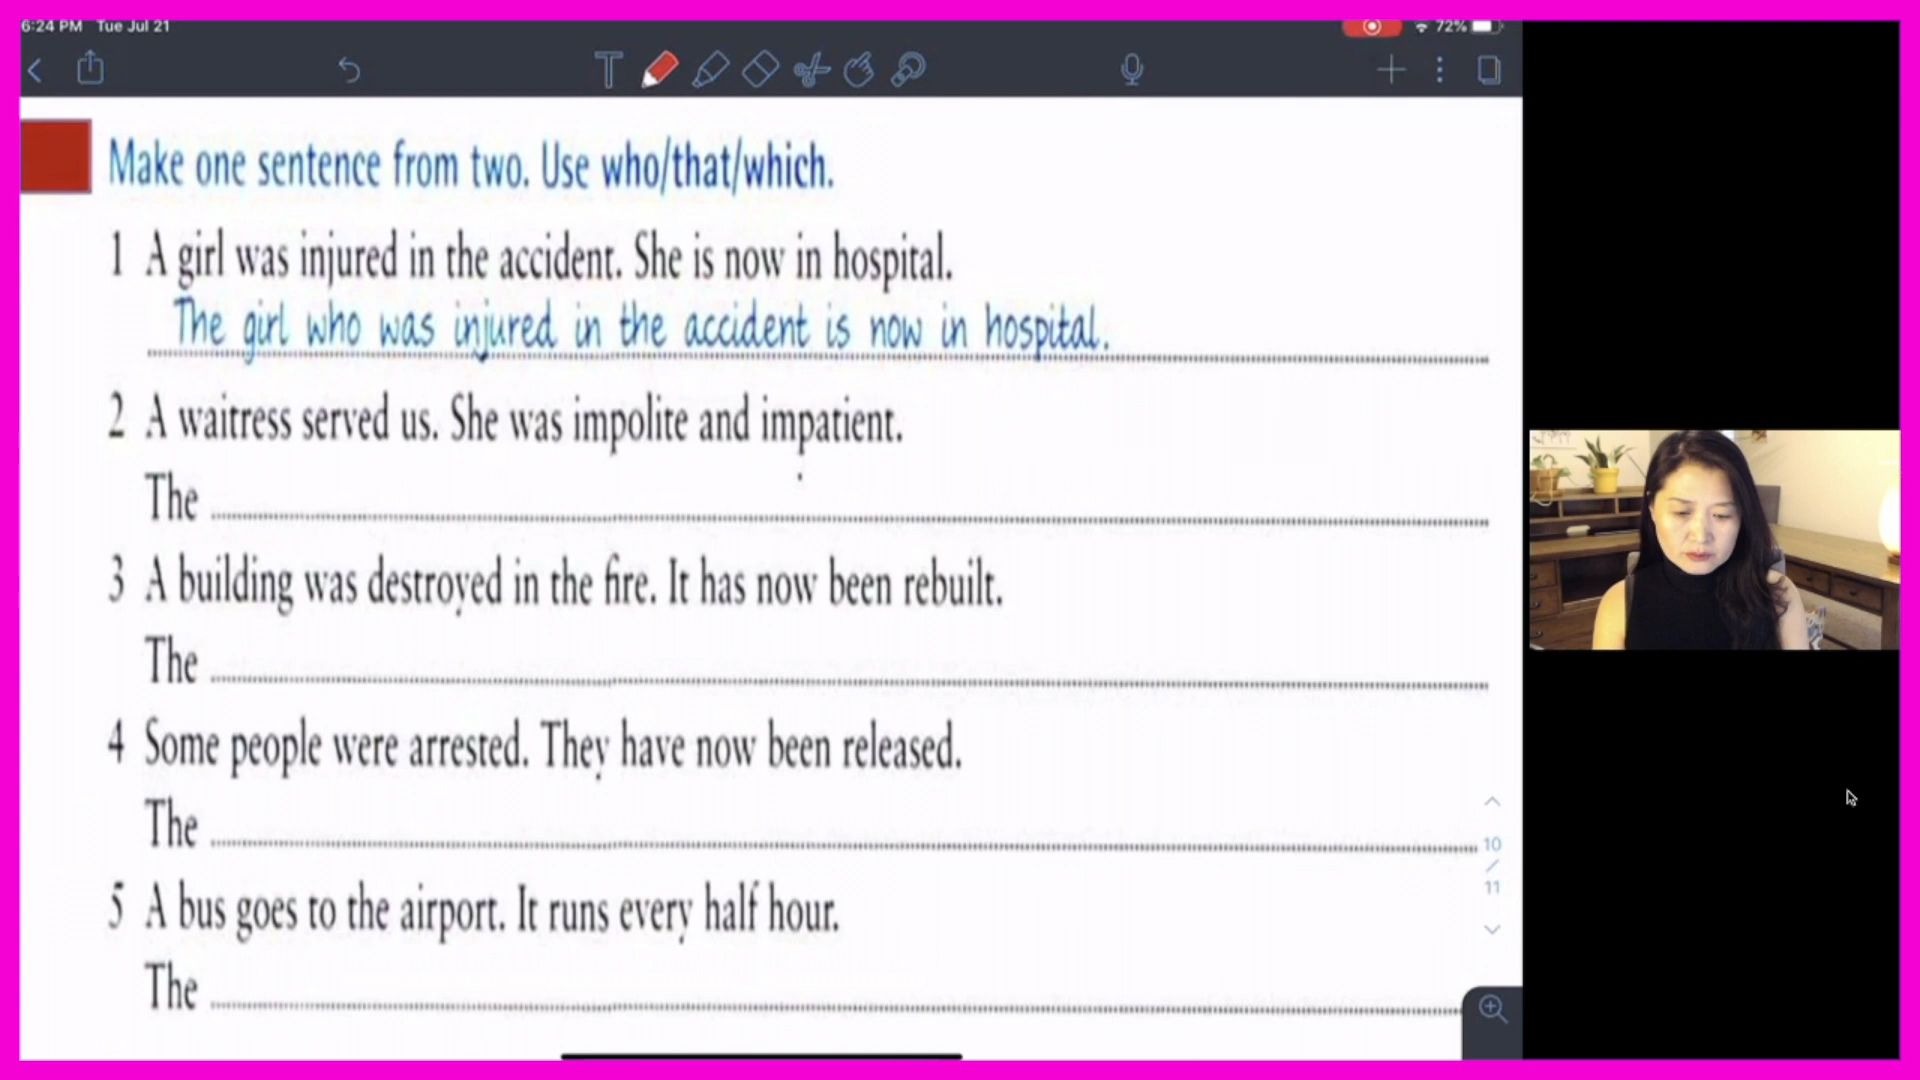 6:24 PM Tue Jul 21
72%
Make one sentence from two. Use who/that/which.
1 A girl was injured in the accident. She is now in hospital.
The girl who was injured in the accident is now in hospital.
2 A waitress served us. She was impolite and impatient.
The
3 A building was destroyed in the fire. It has now been rebuilt.
The
4 Some people were arrested. They have now been released.
The
10
/
11
5 A bus goes to the airport. It runs every half hour.
The